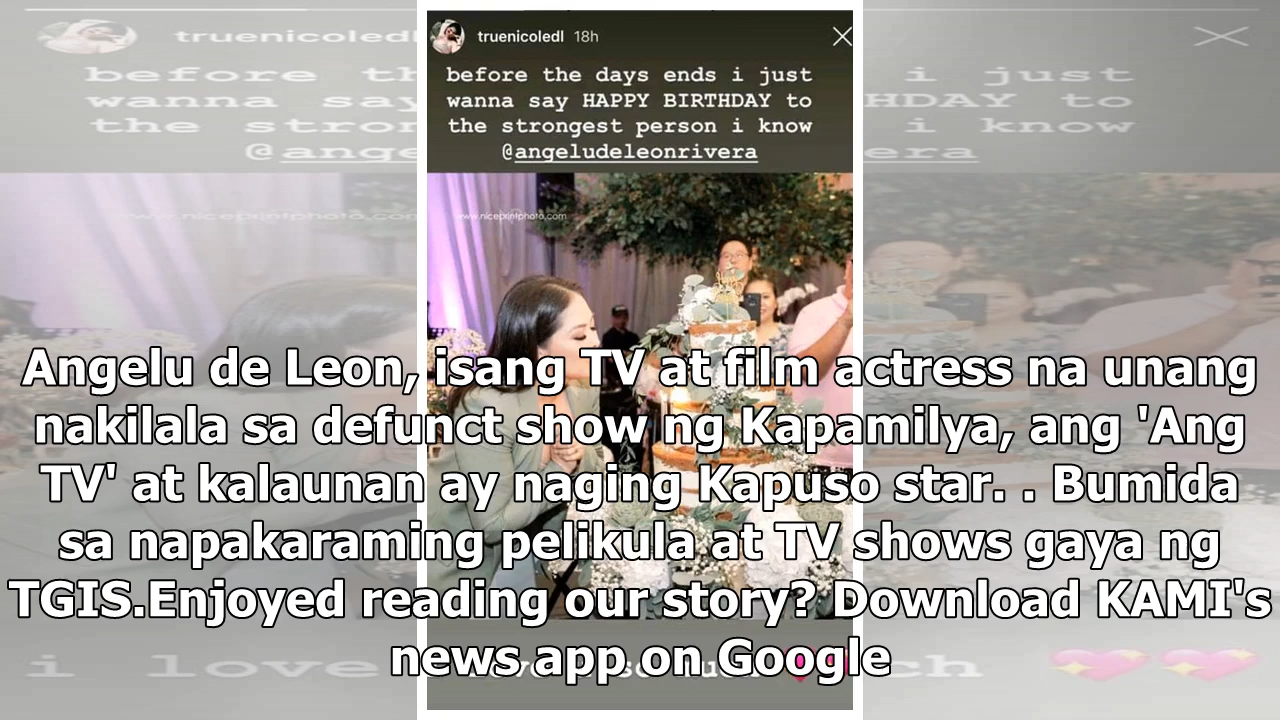 truenicoledl 18h
before the days ends i just
wanna say HAPPY BIRTHDAY to
the strongest person i know
@angeludeleonrivera
www.niceprintphoto.com
Angelu de Leon, isang TV at film actress na unang
nakilala sa defunct show ng Kapamilya, ang 'Ang
TV' at kalaunan ay naging Kapuso star. . Bumida
sa napakaraming pelikula at TV shows gaya ng
TGIS.Enjoyed reading our story? Download KAMI's
news app on Google
i love